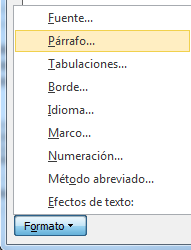 Fuente...
Párrafo...
Tabulaciones...
Borde...
Idioma...
Marco...
Numeración...
Método abreviado...
Efectos de texto:
Formato